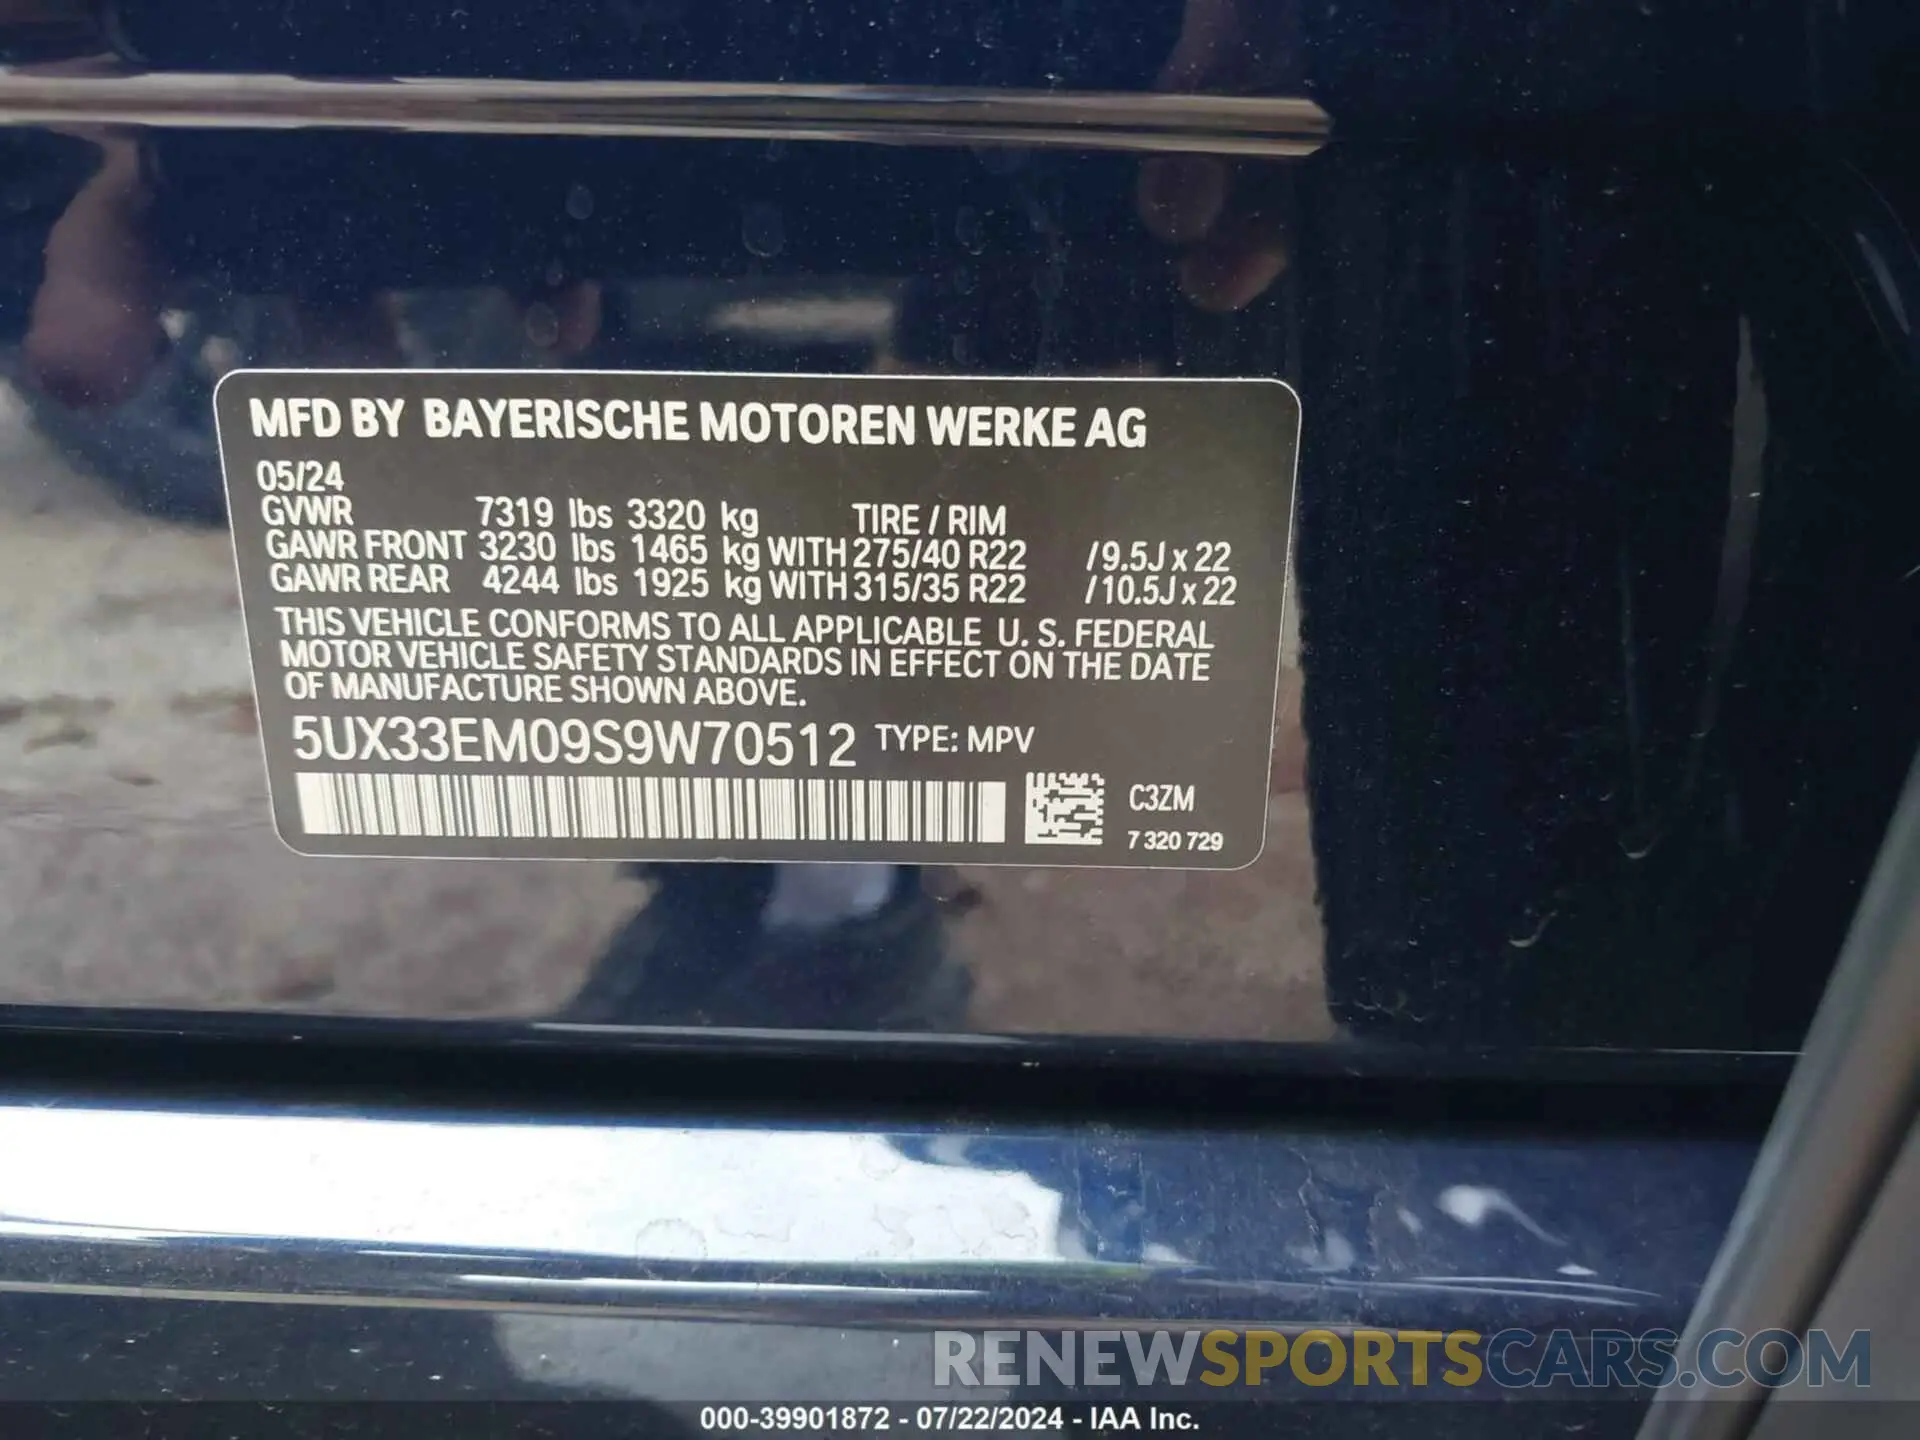 MFD BY BAYERISCHE MOTOREN WERKE AG
05/24
GVWR 7319 lbs 3320 kg TIRE / RIM
GAWR FRONT 3230 lbs 1465 kg WITH 275/40 R22 /9.5J x 22
GAWR REAR 4244 lbs 1925 kg WITH 315/35 R22 /10.5J x 22
THIS VEHICLE CONFORMS TO ALL APPLICABLE U. S. FEDERAL
MOTOR VEHICLE SAFETY STANDARDS IN EFFECT ON THE DATE
OF MANUFACTURE SHOWN ABOVE.
5UX33EM09S9W70512 TYPE: MPV
C3ZM
7 320 729
RENEWSPORTSCARS.COM
000-39901872 - 07/22/2024 - IAA Inc.